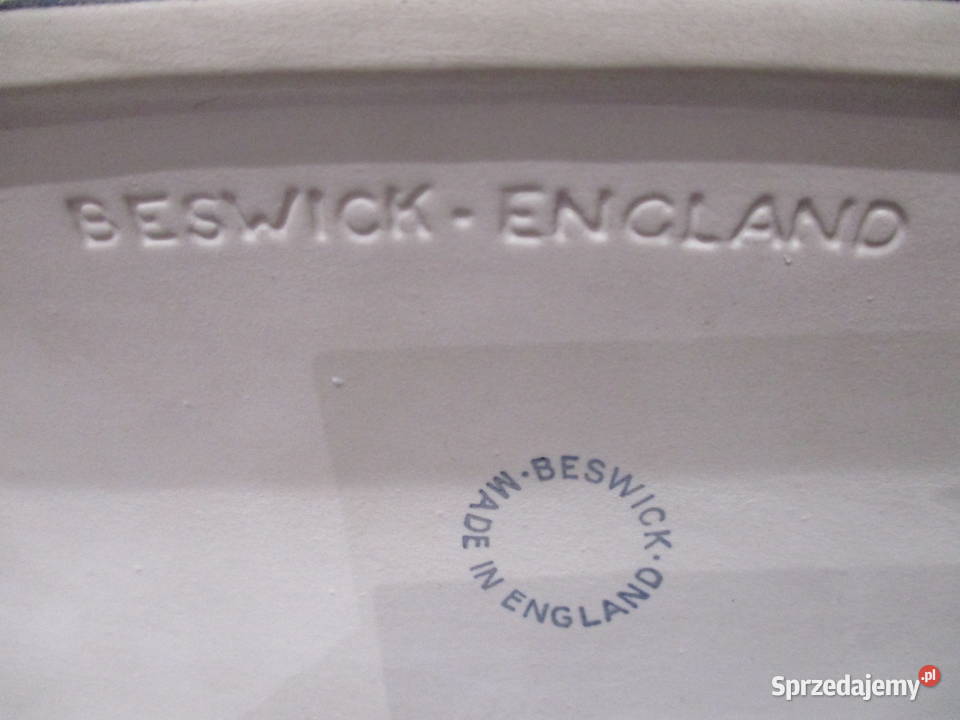 BESWICK - ENGLAND
BESWICK · MADE IN ENGLAND ·
Sprzedajemy.pl